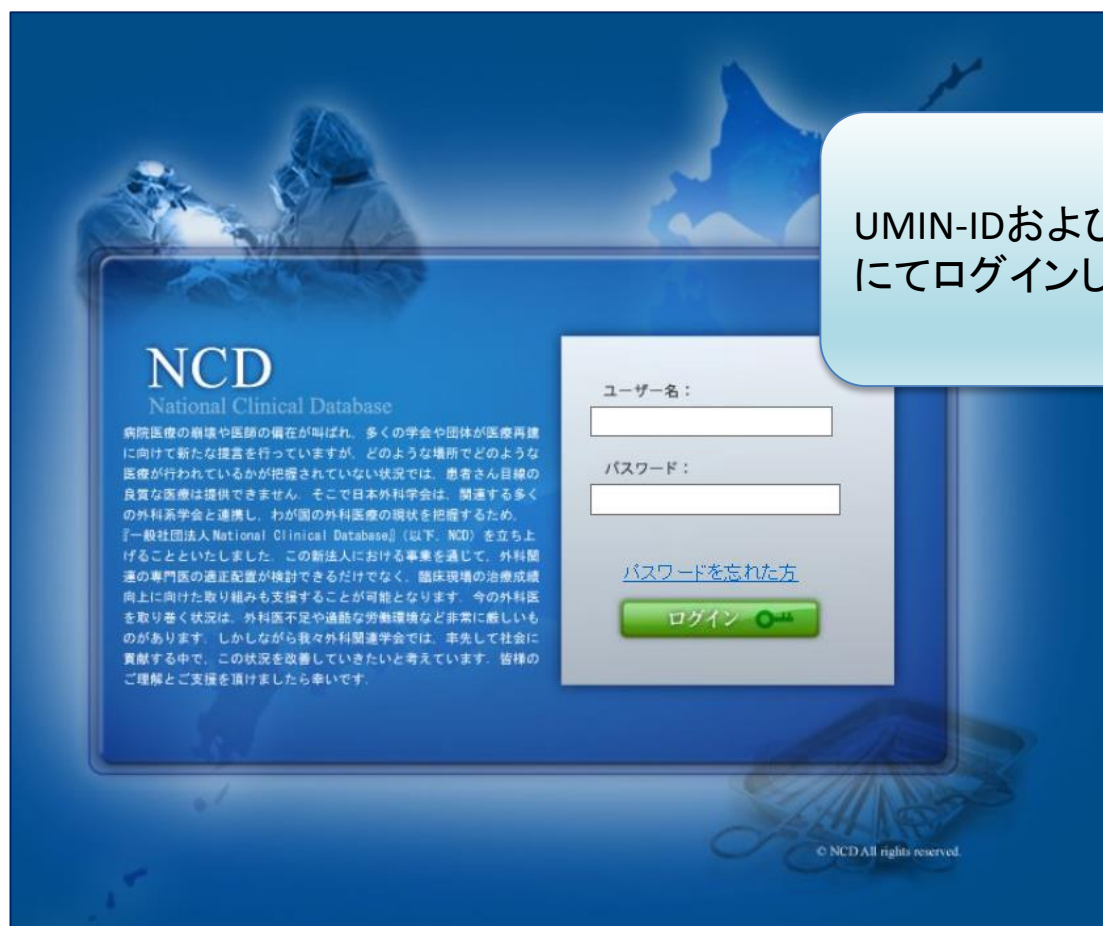 UMIN-IDおよび
にてログインし
NCD
National Clinical Database
病院医療の崩壊や医師の偏在が叫ばれ、多くの学会や団体が医療再建
に向けて新たな提言を行っていますが、どのような場所でどのような
医療が行われているかが把握されていない状況では、患者さん目線の
良質な医療は提供できません. そこで日本外科学会は、関連する多く
の外科系学会と連携し、わが国の外科医療の現状を把握するため、
『一般社団法人National Clinical Database』(以下、NCD) を立ち上
げることといたしました. この新法人における事業を通じて、外科関
連の専門医の適正配置が検討できるだけでなく、臨床現場の治療成績
向上に向けた取り組みも支援することが可能となります. 今の外科医
を取り巻く状況は、外科医不足や過酷な労働環境など非常に厳しいも
のがあります. しかしながら我々外科関連学会では、率先して社会に
貢献する中で、この状況を改善していきたいと考えています. 皆様の
ご理解とご支援を頂けましたら幸いです.
ユーザー名：
パスワード：
パスワードを忘れた方
ログイン
© NCD All rights reserved.